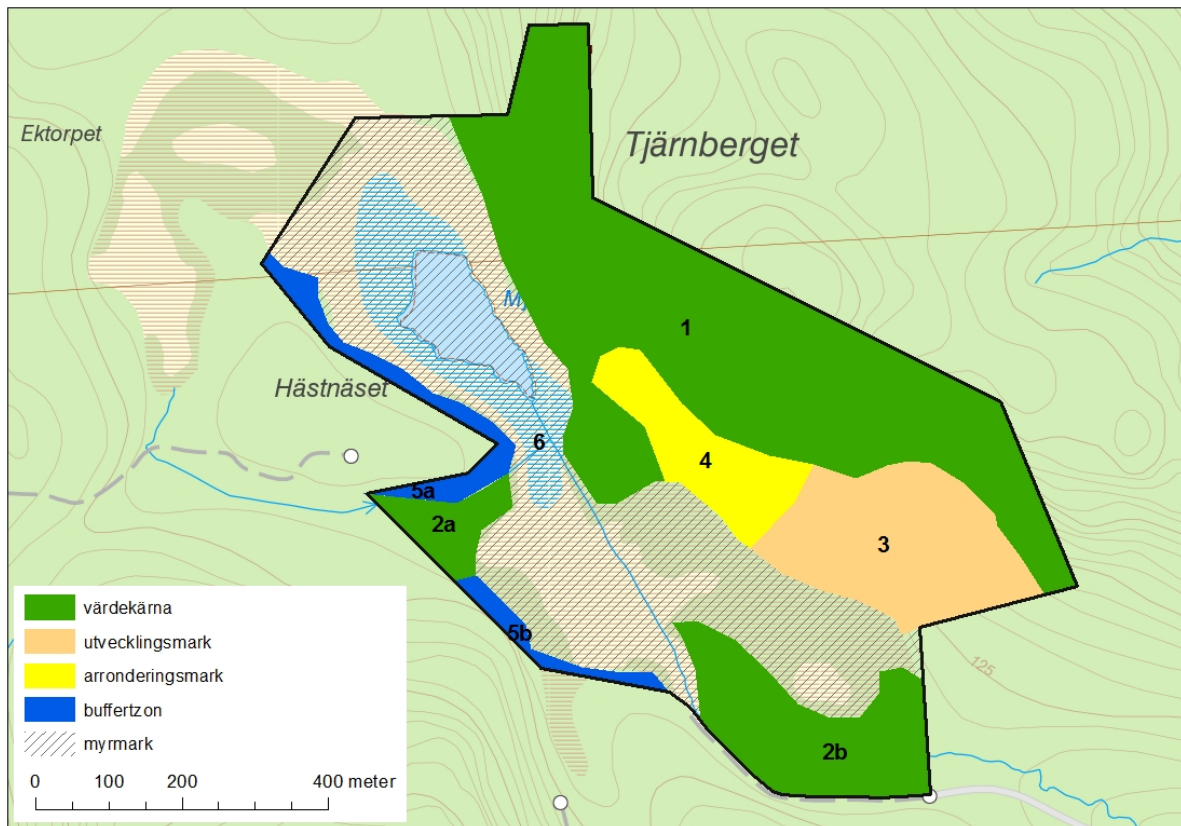 Ektorpet
Tjärnberget
1
Hästnäset
6
4
5a
2a
3
5b
125
2b
värdekärna
utvecklingsmark
arronderingsmark
buffertzon
myrmark
0 200 400 meter